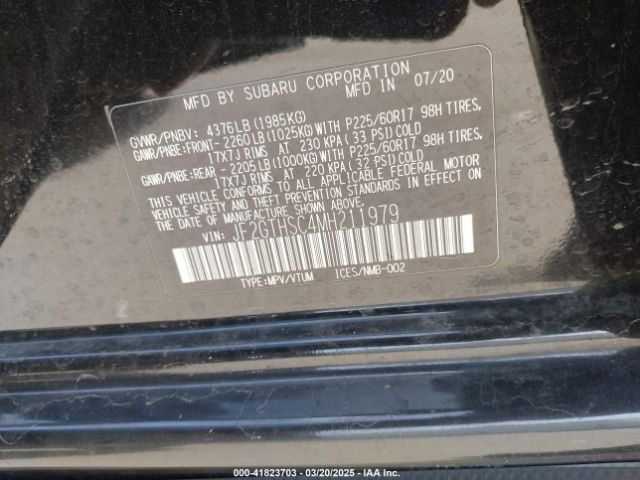 MFD BY SUBARU CORPORATION
MFD IN 07/20
GVWR/PNBV: 4376LB (1985KG)
GAWR/PNBE:FRONT- 2260LB(1025KG)WITH P225/60R17 98H TIRES,
17X7J RIMS AT 230 KPA( 33 PSI)COLD
GAWR/PNBE:REAR - 2205LB(1000KG)WITH P225/60R17 98H TIRES,
17X7J RIMS AT 220 KPA( 32 PSI)COLD
THIS VEHICLE CONFORMS TO ALL APPLICABLE FEDERAL MOTOR
VEHICLE SAFETY AND THEFT PREVENTION STANDARDS IN EFFECT ON
THE DATE OF MANUFACTURE SHOWN ABOVE.
VIN: JF2GTHSC4MH211979
TYPE:MPV/VTUM ICES/NMB-002
000-41823703 — 03/20/2025 — IAA Inc.